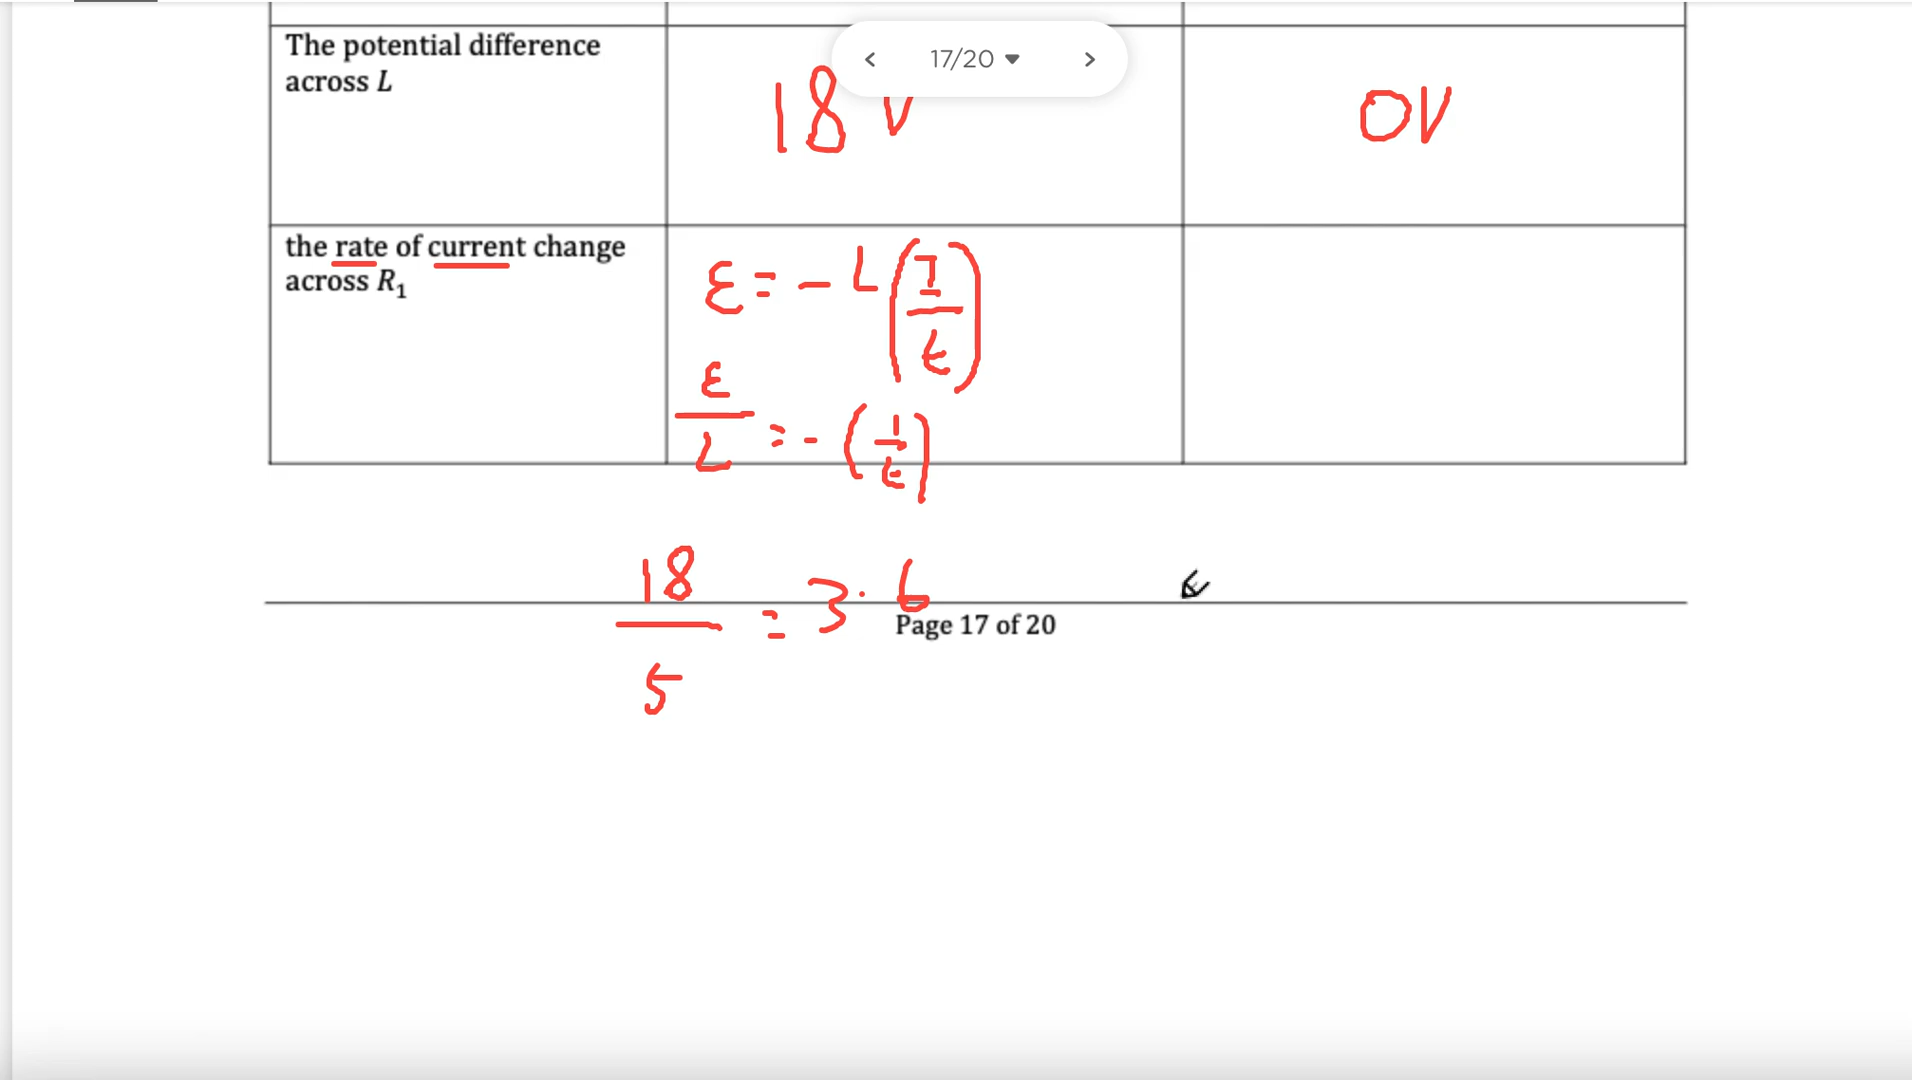 17/20
The potential difference
across L
18 V
0V
the rate of current change
across R₁
ε = - L (I/t)
ε/L = - (1/t)
18/5 = 3.6
Page 17 of 20